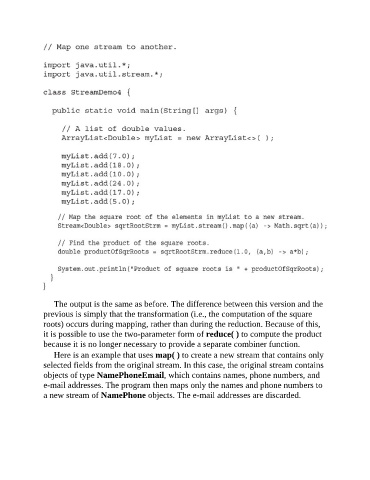 // Map one stream to another.
import java.util.*;
import java.util.stream.*;
class StreamDemo4 {
public static void main(String[] args) {
// A list of double values.
ArrayList<Double> myList = new ArrayList<>( );
myList.add(7.0);
myList.add(18.0);
myList.add(10.0);
myList.add(24.0);
myList.add(17.0);
myList.add(5.0);
// Map the square root of the elements in myList to a new stream.
Stream<Double> sqrtRootStrm = myList.stream().map((a) -> Math.sqrt(a));
// Find the product of the square roots.
double productOfSqrRoots = sqrtRootStrm.reduce(1.0, (a,b) -> a*b);
System.out.println("Product of square roots is " + productOfSqrRoots);
}
}
The output is the same as before. The difference between this version and the
previous is simply that the transformation (i.e., the computation of the square
roots) occurs during mapping, rather than during the reduction. Because of this,
it is possible to use the two-parameter form of reduce( ) to compute the product
because it is no longer necessary to provide a separate combiner function.
Here is an example that uses map( ) to create a new stream that contains only
selected fields from the original stream. In this case, the original stream contains
objects of type NamePhoneEmail, which contains names, phone numbers, and
e-mail addresses. The program then maps only the names and phone numbers to
a new stream of NamePhone objects. The e-mail addresses are discarded.